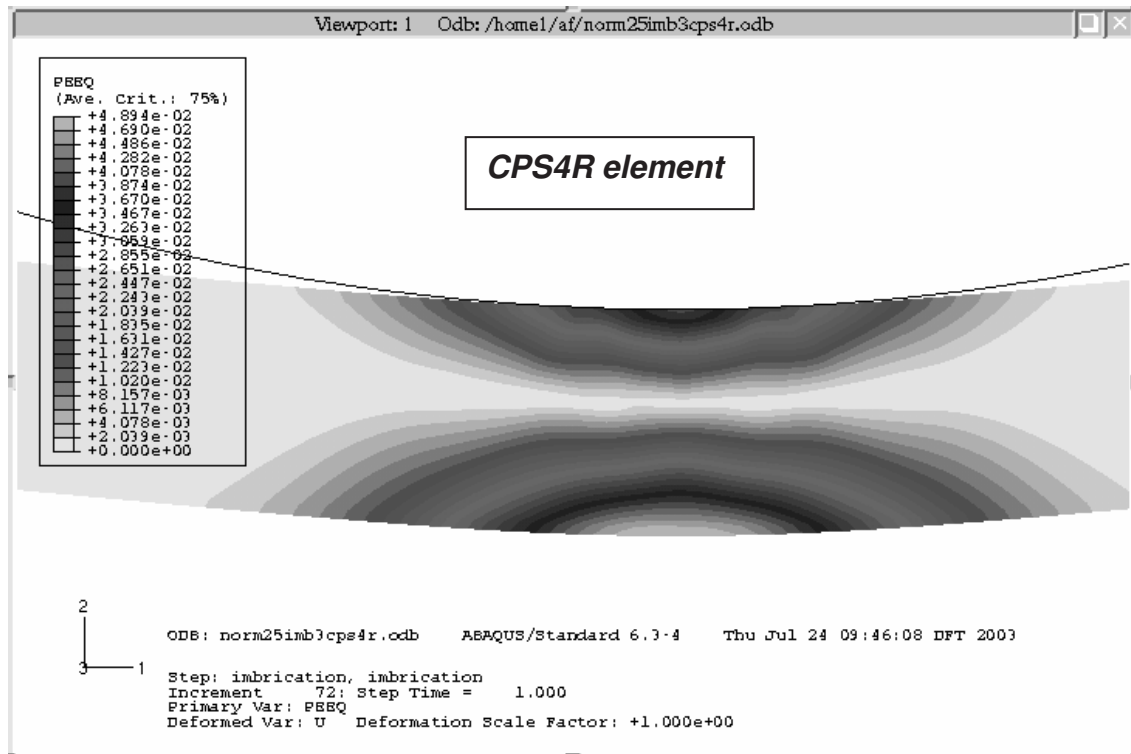 Viewport: 1 Odb: /home1/af/norm25imb3cps4r.odb
PEEQ
(Ave. Crit.: 75%)
+4.894e-02
+4.690e-02
+4.486e-02
+4.282e-02
+4.078e-02
+3.874e-02
+3.670e-02
+3.467e-02
+3.263e-02
+3.059e-02
+2.855e-02
+2.651e-02
+2.447e-02
+2.243e-02
+2.039e-02
+1.835e-02
+1.631e-02
+1.427e-02
+1.223e-02
+1.020e-02
+8.157e-03
+6.117e-03
+4.078e-03
+2.039e-03
+0.000e+00
CPS4R element
2
3 1
ODB: norm25imb3cps4r.odb ABAQUS/Standard 6.3-4 Thu Jul 24 09:46:08 DFT 2003
Step: imbrication, imbrication
Increment 72: Step Time = 1.000
Primary Var: PEEQ
Deformed Var: U Deformation Scale Factor: +1.000e+00